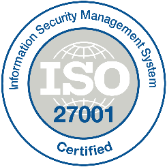 Information Security Management System
ISO
27001
Certified